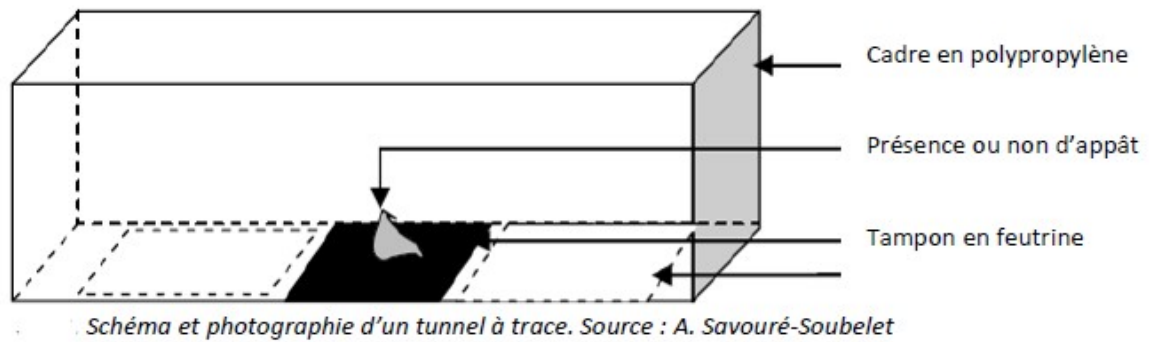 Cadre en polypropylène
Présence ou non d'appât
Tampon en feutrine
Schéma et photographie d'un tunnel à trace. Source : A. Savouré-Soubelet